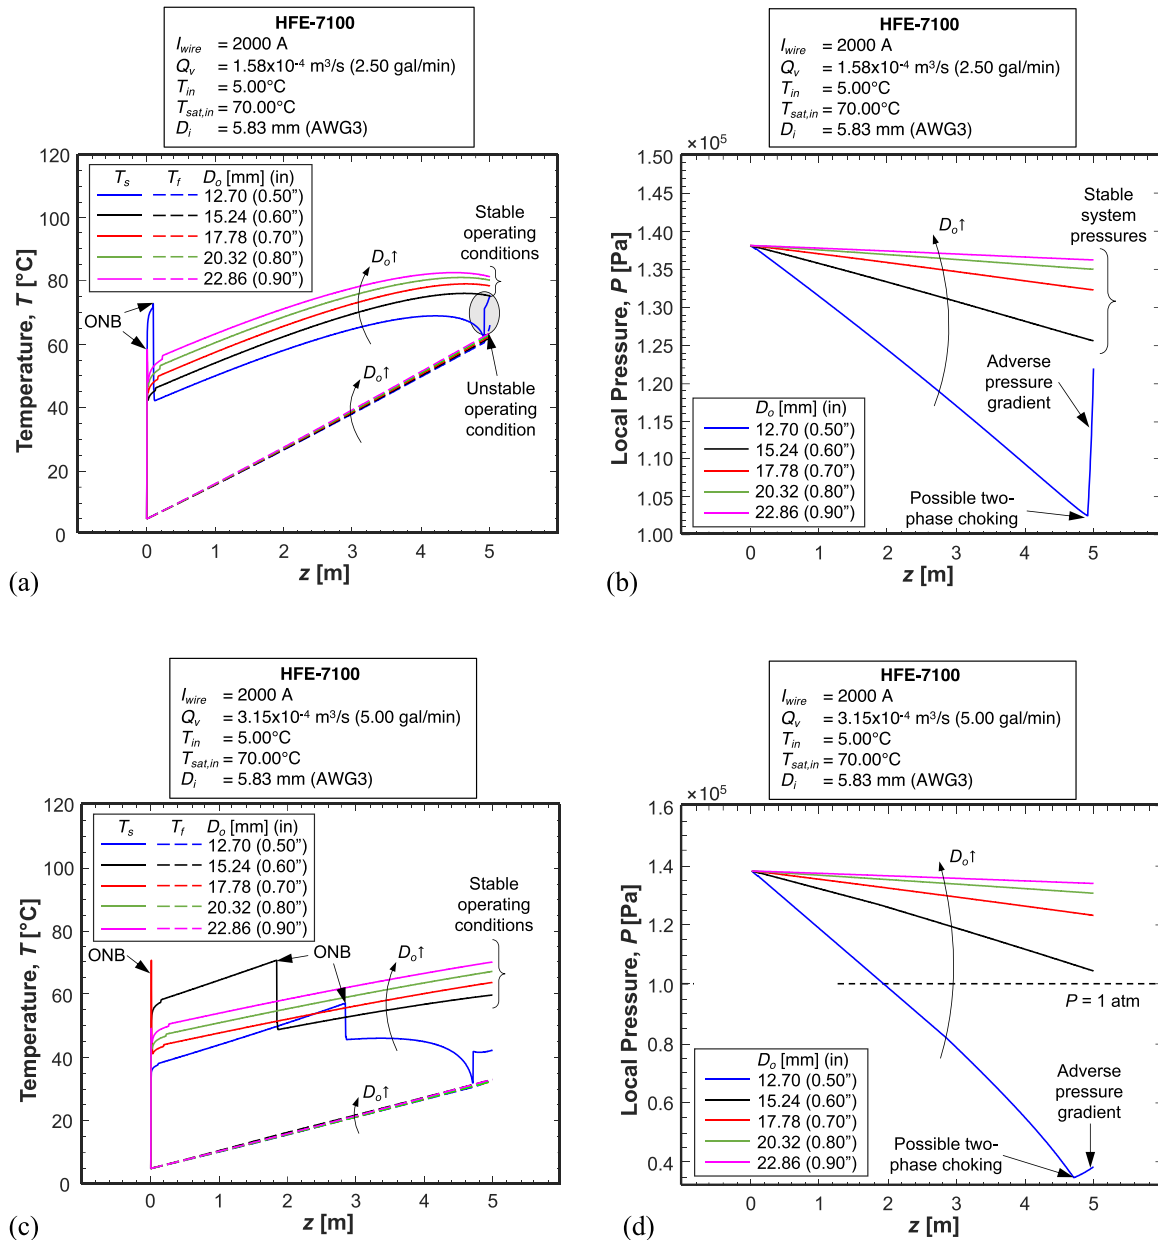 HFE-7100
I_wire = 2000 A
Q_v = 1.58x10⁻⁴ m³/s (2.50 gal/min)
T_in = 5.00°C
T_sat,in = 70.00°C
D_i = 5.83 mm (AWG3)
120
100
80
60
40
20
0
Temperature, T [°C]
T_s T_f D_o [mm] (in)
12.70 (0.50”)
15.24 (0.60”)
17.78 (0.70”)
20.32 (0.80”)
22.86 (0.90”)
Stable
operating
conditions
D_o↑
ONB
D_o↑
Unstable
operating
condition
0 1 2 3 4 5
z [m]
(a)
HFE-7100
I_wire = 2000 A
Q_v = 1.58x10⁻⁴ m³/s (2.50 gal/min)
T_in = 5.00°C
T_sat,in = 70.00°C
D_i = 5.83 mm (AWG3)
×10⁵
1.50
1.45
1.40
1.35
1.30
1.25
1.20
1.15
1.10
1.05
1.00
Local Pressure, P [Pa]
D_o↑
Stable
system
pressures
Adverse
pressure
gradient
D_o [mm] (in)
12.70 (0.50”)
15.24 (0.60”)
17.78 (0.70”)
20.32 (0.80”)
22.86 (0.90”)
Possible two-
phase choking
0 1 2 3 4 5
z [m]
(b)
HFE-7100
I_wire = 2000 A
Q_v = 3.15x10⁻⁴ m³/s (5.00 gal/min)
T_in = 5.00°C
T_sat,in = 70.00°C
D_i = 5.83 mm (AWG3)
120
100
80
60
40
20
0
Temperature, T [°C]
T_s T_f D_o [mm] (in)
12.70 (0.50”)
15.24 (0.60”)
17.78 (0.70”)
20.32 (0.80”)
22.86 (0.90”)
Stable
operating
conditions
ONB
ONB
D_o↑
D_o↑
0 1 2 3 4 5
z [m]
(c)
HFE-7100
I_wire = 2000 A
Q_v = 3.15x10⁻⁴ m³/s (5.00 gal/min)
T_in = 5.00°C
T_sat,in = 70.00°C
D_i = 5.83 mm (AWG3)
×10⁵
1.6
1.4
1.2
1.0
0.8
0.6
0.4
Local Pressure, P [Pa]
D_o↑
P = 1 atm
D_o [mm] (in)
12.70 (0.50”)
15.24 (0.60”)
17.78 (0.70”)
20.32 (0.80”)
22.86 (0.90”)
Adverse
pressure
gradient
Possible two-
phase choking
0 1 2 3 4 5
z [m]
(d)